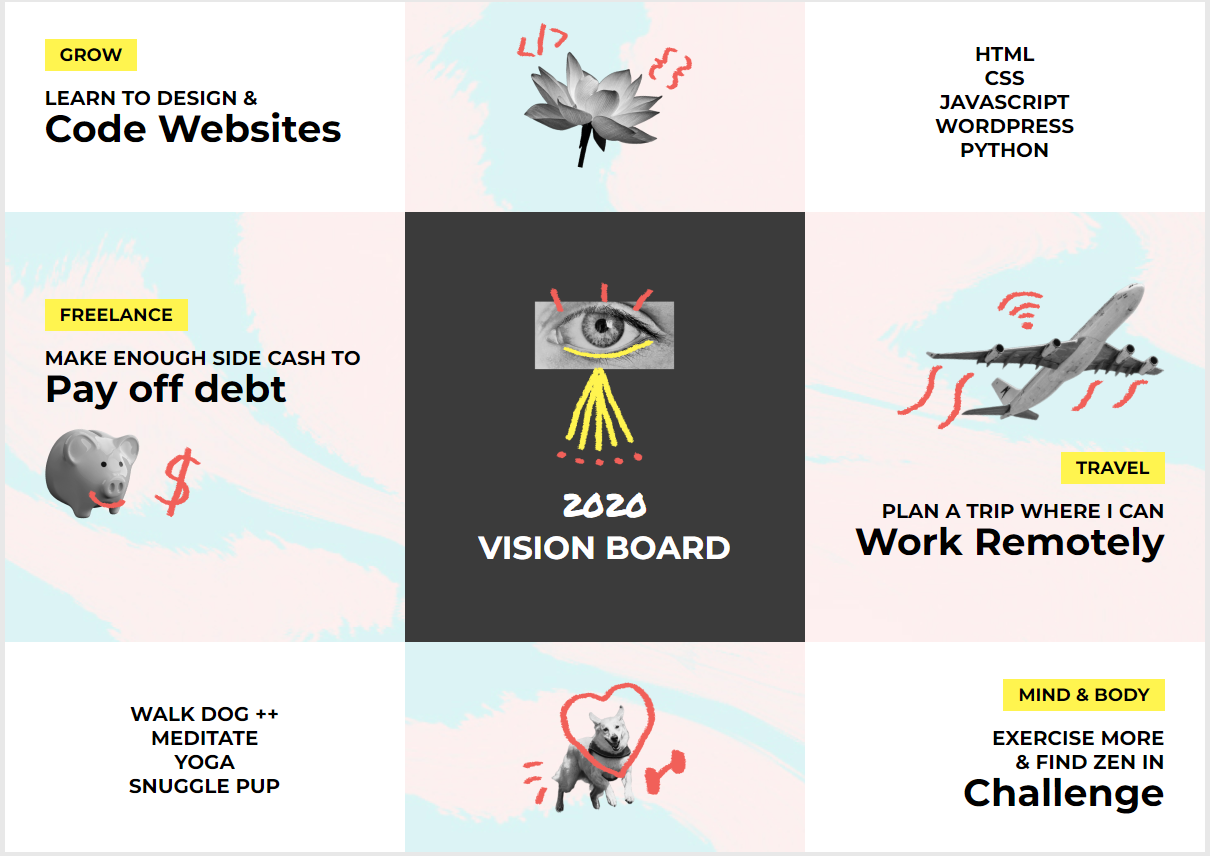 GROW
LEARN TO DESIGN &
Code Websites
</>
{}
HTML
CSS
JAVASCRIPT
WORDPRESS
PYTHON
FREELANCE
MAKE ENOUGH SIDE CASH TO
Pay off debt
$
2020
VISION BOARD
TRAVEL
PLAN A TRIP WHERE I CAN
Work Remotely
WALK DOG ++
MEDITATE
YOGA
SNUGGLE PUP
MIND & BODY
EXERCISE MORE
& FIND ZEN IN
Challenge